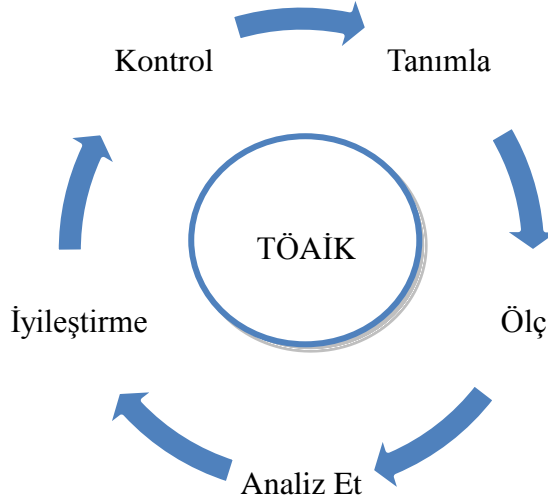 Kontrol
Tanımla
TÖAİK
İyileştirme
Ölç
Analiz Et